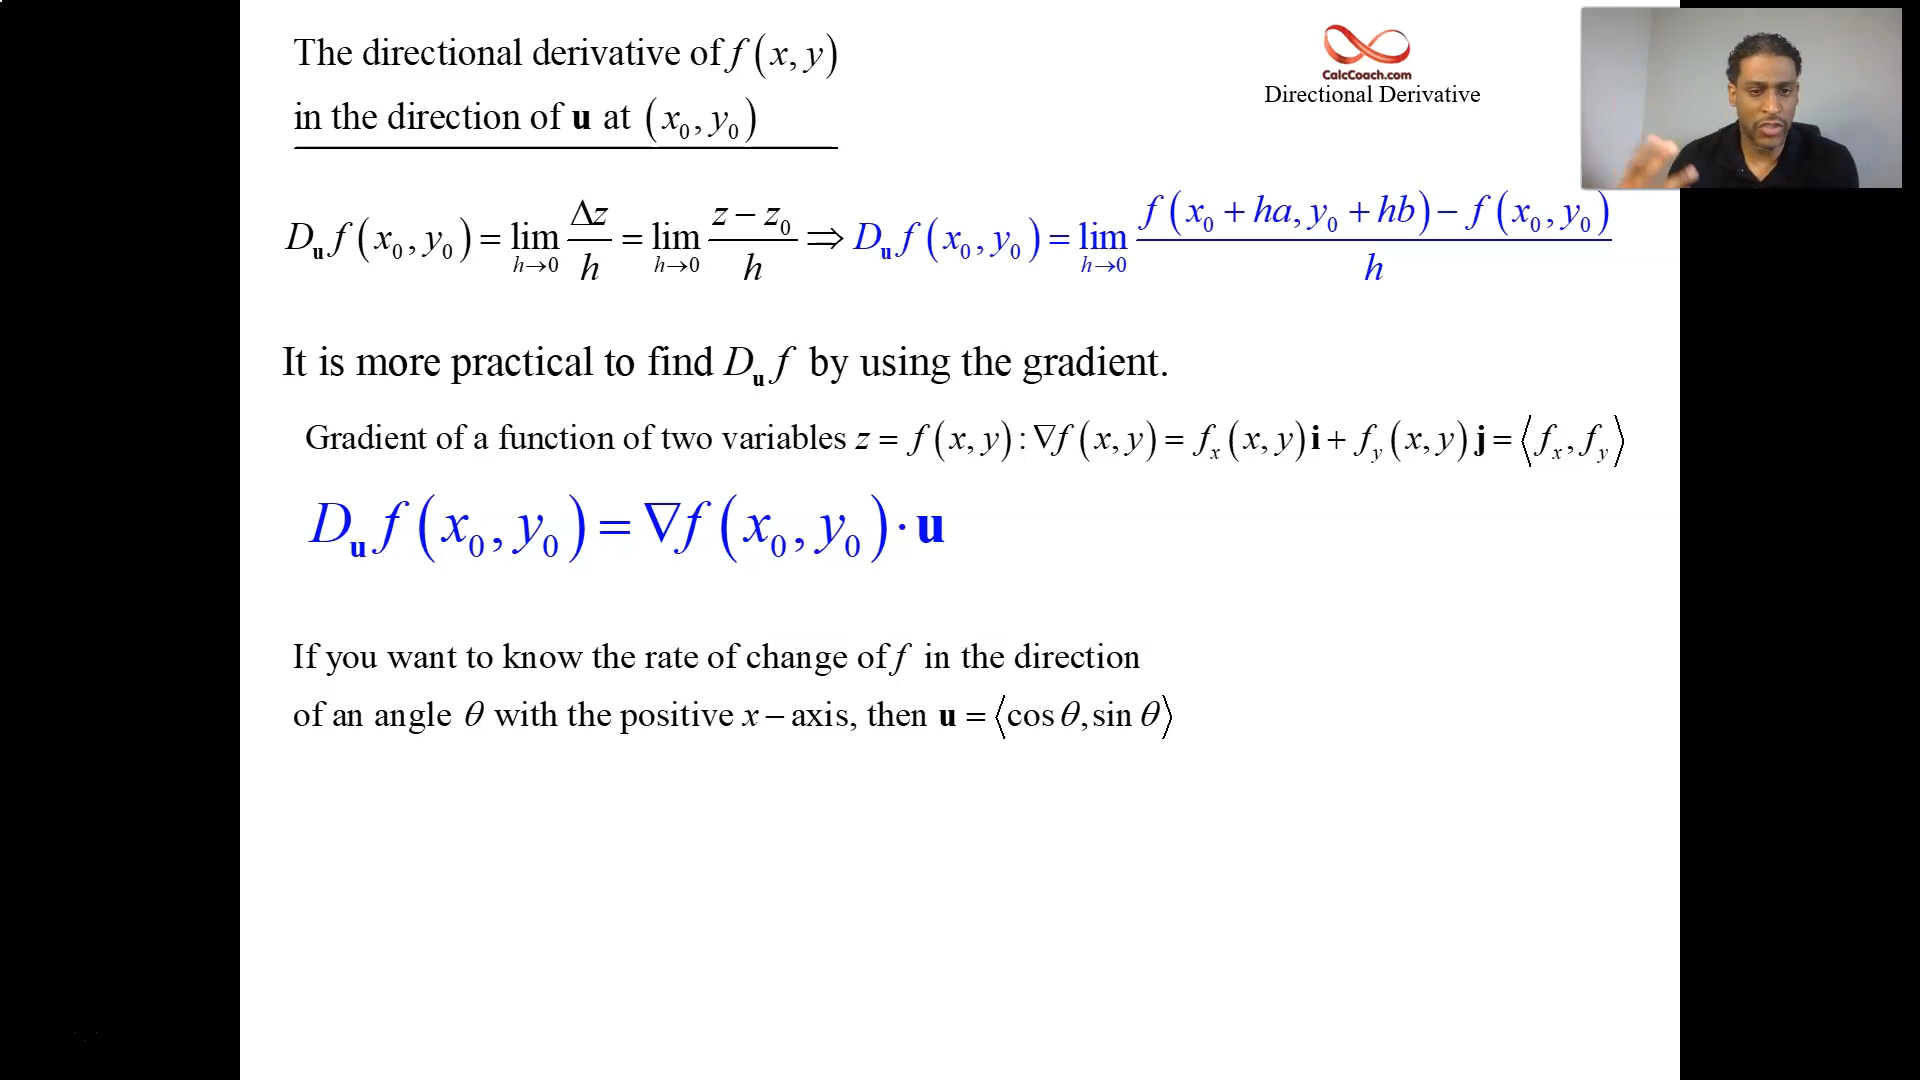 The directional derivative of f(x, y)
in the direction of u at (x₀, y₀)
CalcCoach.com
Directional Derivative
D_u f(x₀, y₀) = lim_{h→0} Δz/h = lim_{h→0} (z − z₀)/h ⇒ D_u f(x₀, y₀) = lim_{h→0} (f(x₀ + ha, y₀ + hb) − f(x₀, y₀))/h
It is more practical to find D_u f by using the gradient.
Gradient of a function of two variables z = f(x, y) : ∇f(x, y) = f_x(x, y)i + f_y(x, y)j = ⟨f_x, f_y⟩
D_u f(x₀, y₀) = ∇f(x₀, y₀) · u
If you want to know the rate of change of f in the direction
of an angle θ with the positive x − axis, then u = ⟨cos θ, sin θ⟩